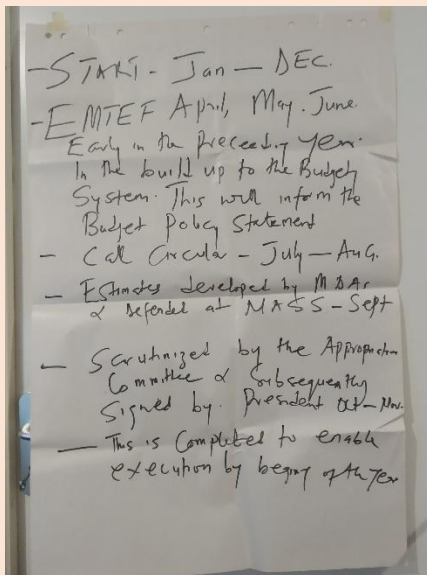 - START - Jan - DEC.
- EMTEF April, May. June.
Early in the Preceeding Year.
In the build up to the Budget
System. This will inform the
Budget Policy Statement
- Call Circular - July - Aug.
- Estimates developed by MDAs
& defended at NASS - Sept
- Scrutinized by the Appropriation
Committee & Subsequently
Signed by President Oct - Nov.
- This is Completed to enable
execution by begining of the year